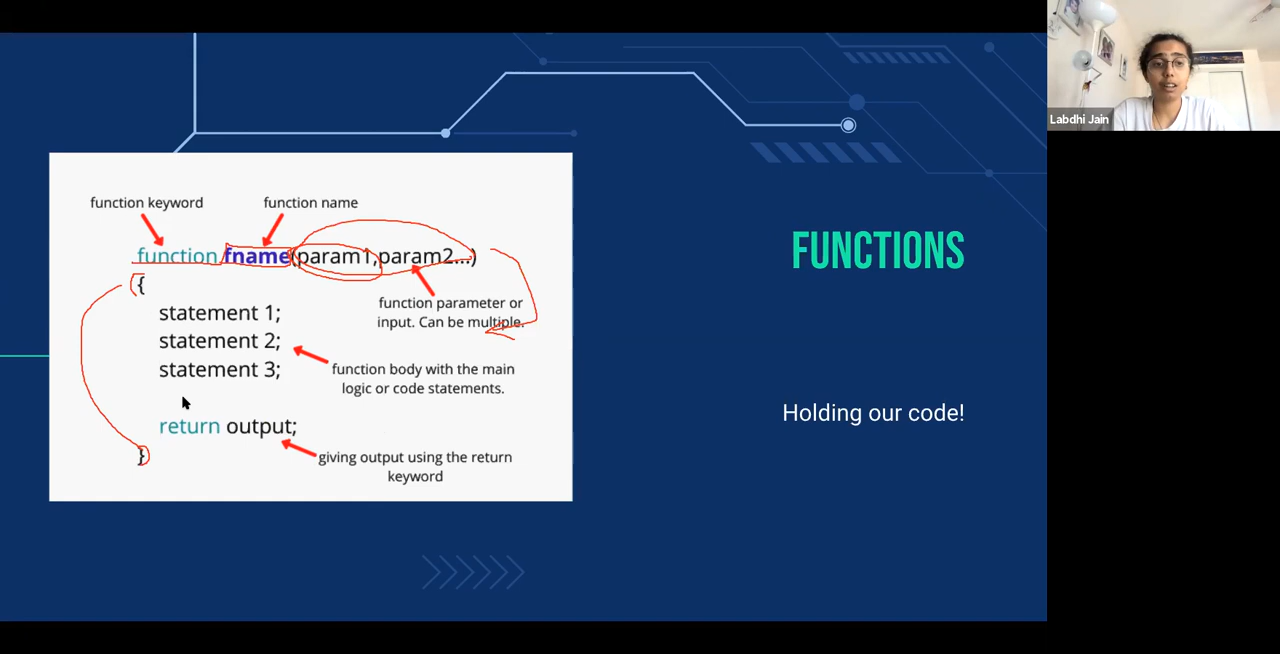 Labdhi Jain
function keyword
function name
function fname(param1,param2...)
{
function parameter or
input. Can be multiple.
statement 1;
statement 2;
statement 3;
function body with the main
logic or code statements.
return output;
}
giving output using the return
keyword
FUNCTIONS
Holding our code!